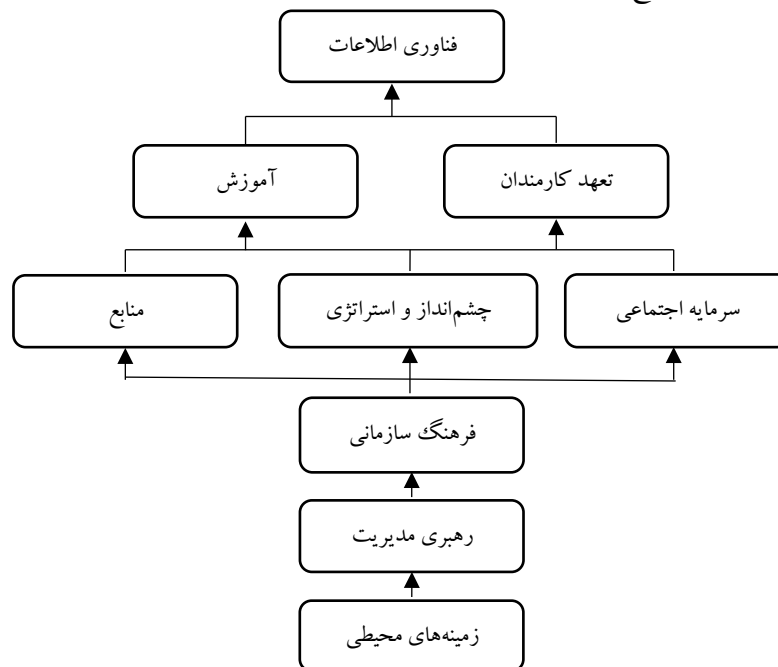 فناوری اطلاعات
تعهد کارمندان
آموزش
سرمایه اجتماعی
چشم‌انداز و استراتژی
منابع
فرهنگ سازمانی
رهبری مدیریت
زمینه‌های محیطی